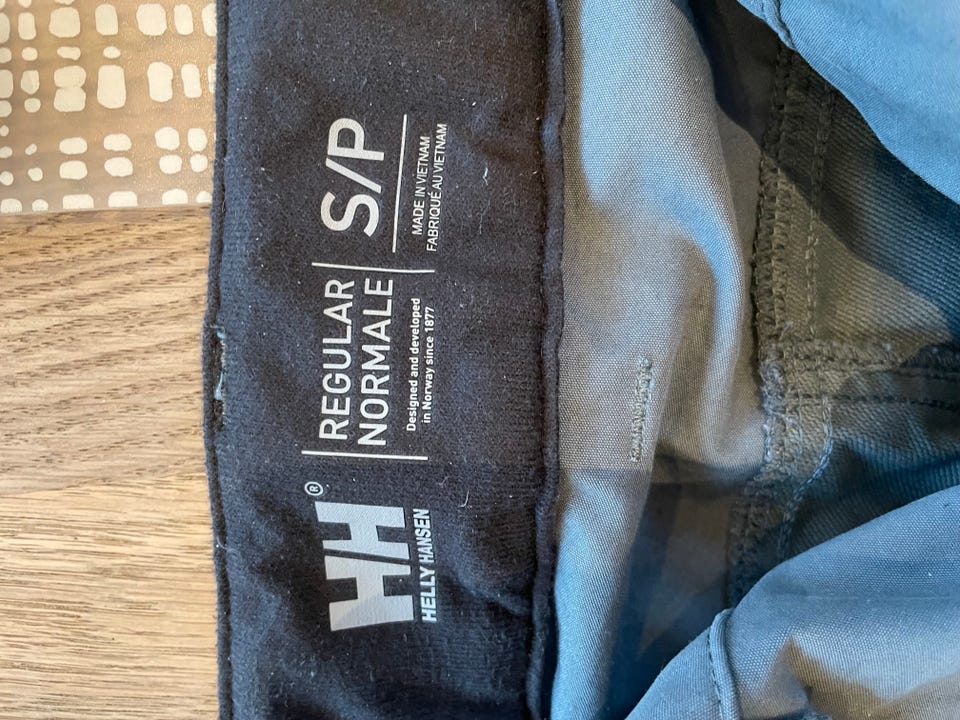 HH®
HELLY HANSEN
REGULAR
NORMALE
Designed and developed
in Norway since 1877
S/P
MADE IN VIETNAM
FABRIQUÉ AU VIETNAM